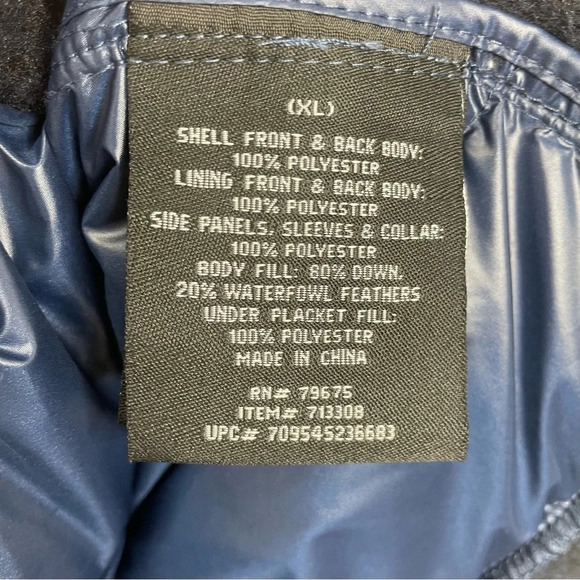 (XL)
SHELL FRONT & BACK BODY:
100% POLYESTER
LINING FRONT & BACK BODY:
100% POLYESTER
SIDE PANELS, SLEEVES & COLLAR:
100% POLYESTER
BODY FILL: 80% DOWN,
20% WATERFOWL FEATHERS
UNDER PLACKET FILL:
100% POLYESTER
MADE IN CHINA
RN# 79675
ITEM# 713308
UPC# 709545236683